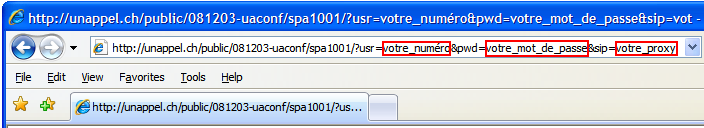 http://unappel.ch/public/081203-uaconf/spa1001/?usr=votre_numéro&pwd=votre_mot_de_passe&sip=vot -
http://unappel.ch/public/081203-uaconf/spa1001/?usr=votre_numéro&pwd=votre_mot_de_passe&sip=votre_proxy
File Edit View Favorites Tools Help
http://unappel.ch/public/081203-uaconf/spa1001/?us...